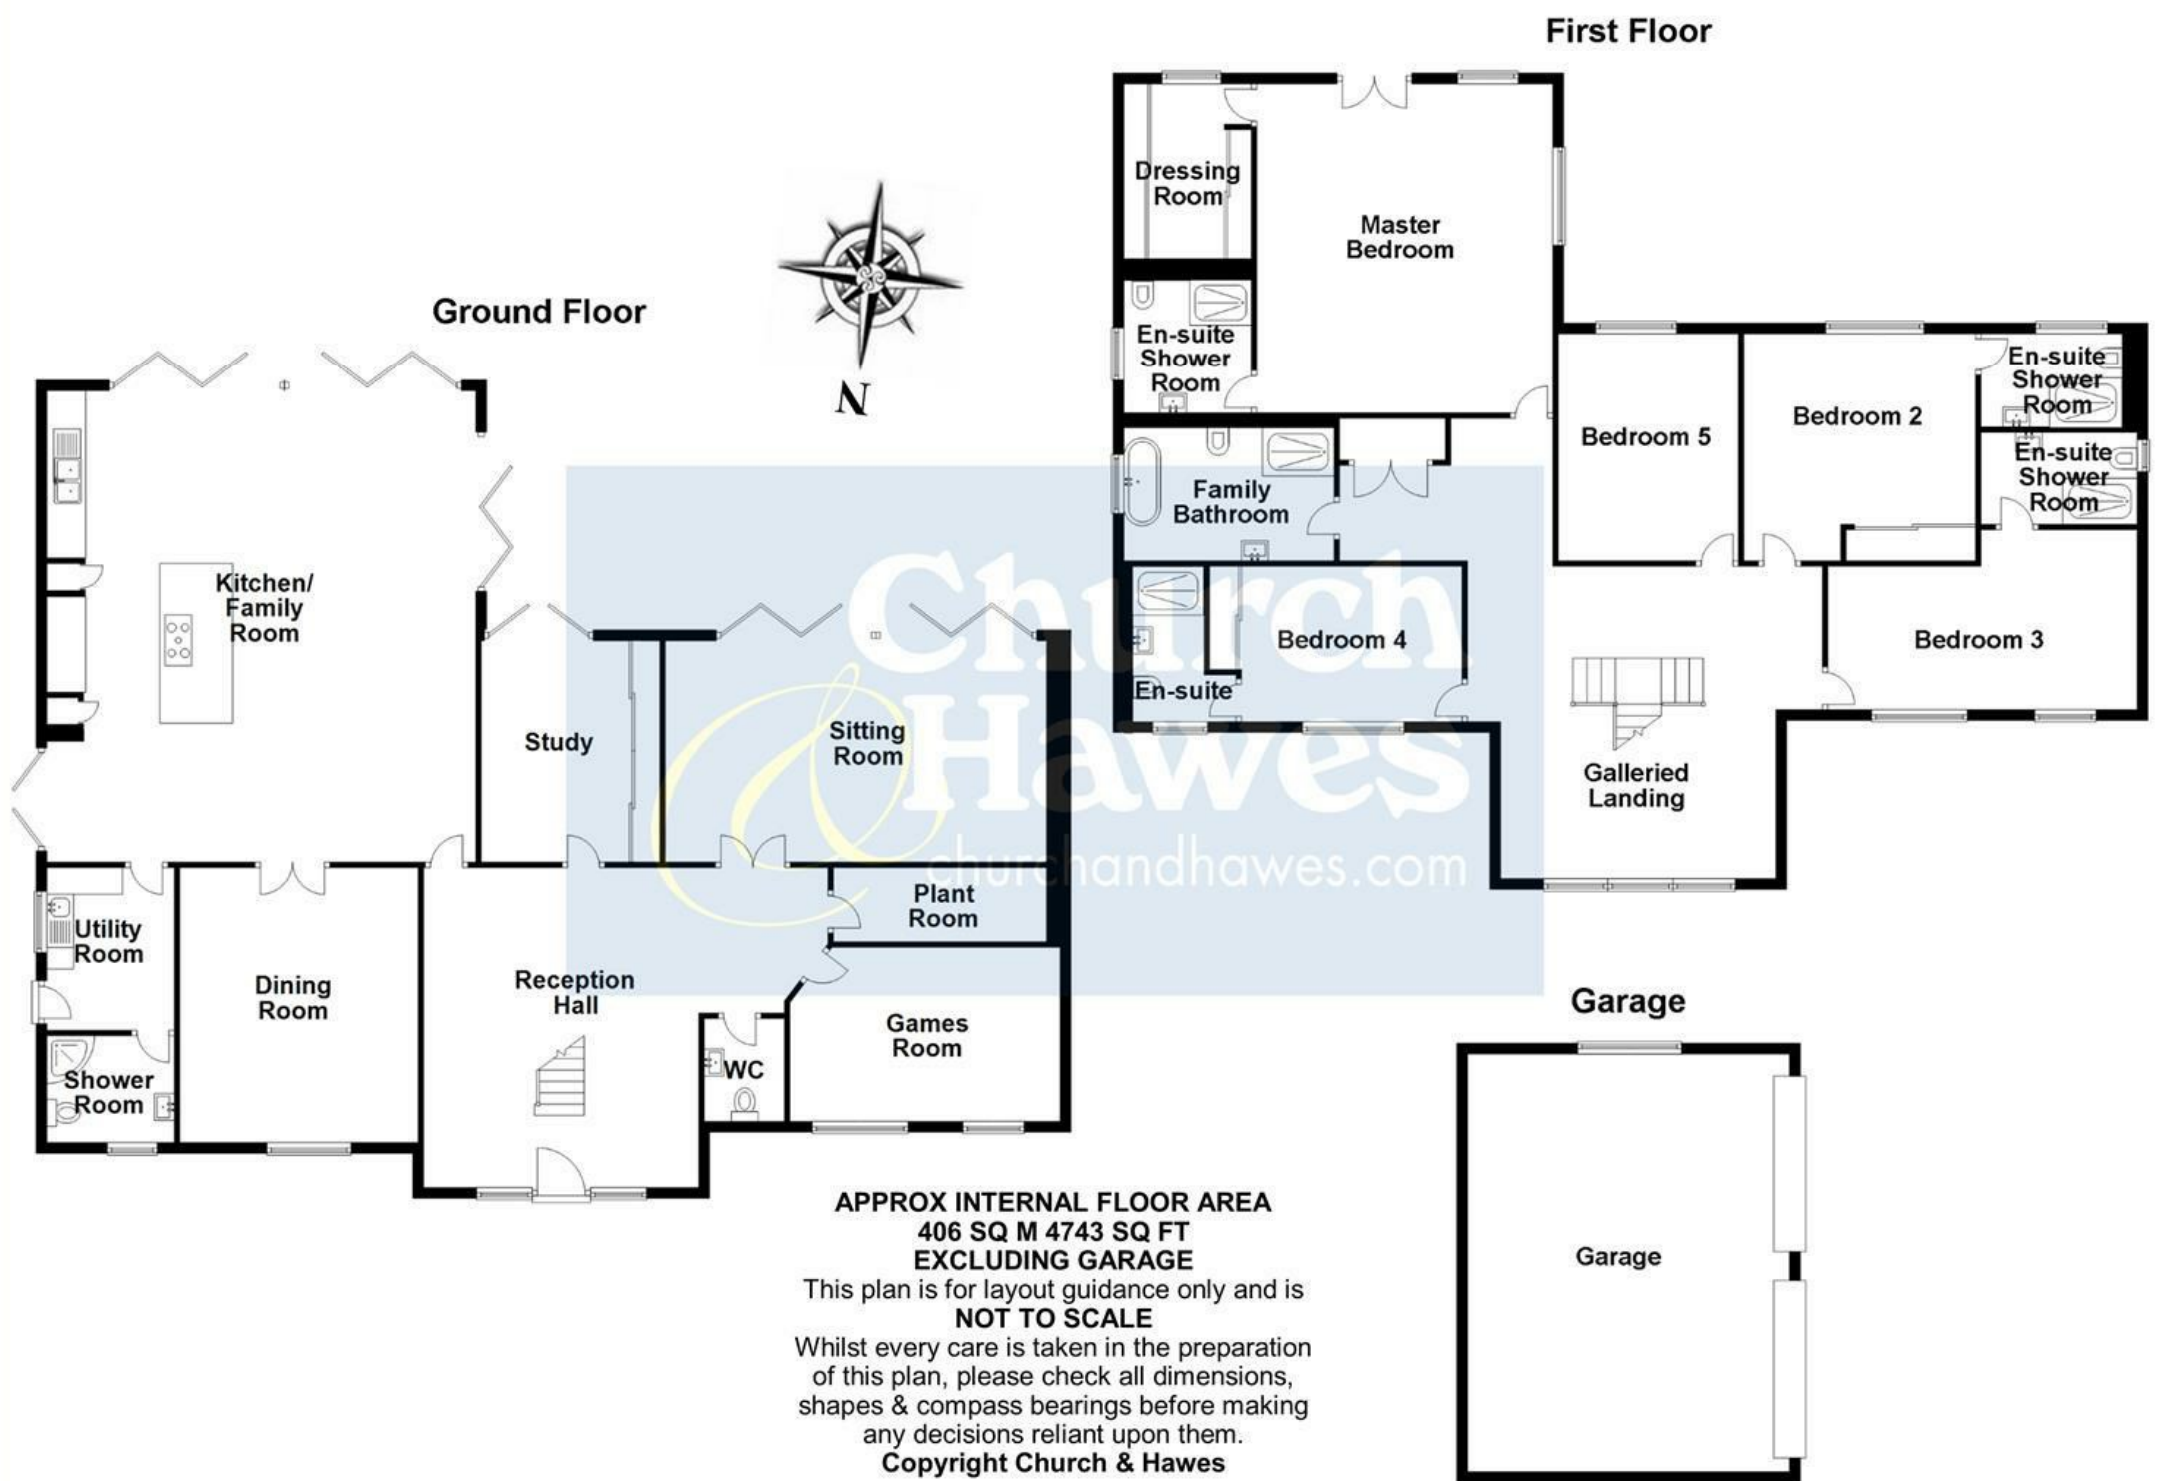 First Floor
Dressing
Room
Master
Bedroom
En-suite
Shower
Room
Bedroom 5
Bedroom 2
En-suite
Shower
Room
En-suite
Shower
Room
Family
Bathroom
Bedroom 4
En-suite
Bedroom 3
Galleried
Landing
Ground Floor
N
Kitchen/
Family
Room
Study
Sitting
Room
Plant
Room
Utility
Room
Dining
Room
Reception
Hall
Games
Room
WC
Shower
Room
Church
& Hawes
churchandhawes.com
Garage
Garage
APPROX INTERNAL FLOOR AREA
406 SQ M 4743 SQ FT
EXCLUDING GARAGE
This plan is for layout guidance only and is
NOT TO SCALE
Whilst every care is taken in the preparation
of this plan, please check all dimensions,
shapes & compass bearings before making
any decisions reliant upon them.
Copyright Church & Hawes